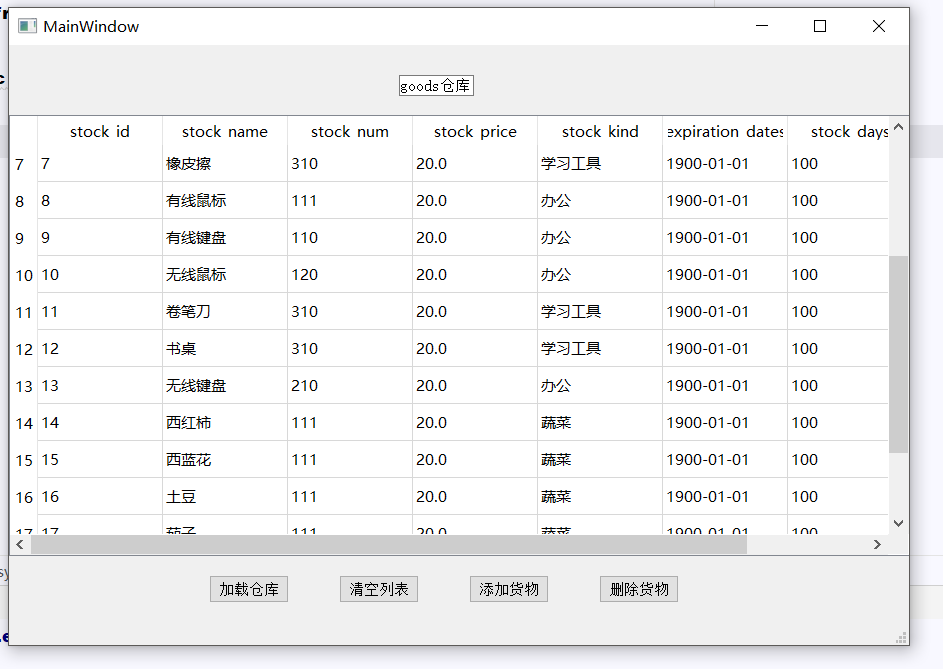 MainWindow
goods仓库
stock id stock name stock num stock price stock kind expiration dates stock days
7 7 橡皮擦 310 20.0 学习工具 1900-01-01 100
8 8 有线鼠标 111 20.0 办公 1900-01-01 100
9 9 有线键盘 110 20.0 办公 1900-01-01 100
10 10 无线鼠标 120 20.0 办公 1900-01-01 100
11 11 卷笔刀 310 20.0 学习工具 1900-01-01 100
12 12 书桌 310 20.0 学习工具 1900-01-01 100
13 13 无线键盘 210 20.0 办公 1900-01-01 100
14 14 西红柿 111 20.0 蔬菜 1900-01-01 100
15 15 西蓝花 111 20.0 蔬菜 1900-01-01 100
16 16 土豆 111 20.0 蔬菜 1900-01-01 100
17 17 茄子 111 20.0 蔬菜 1900-01-01 100
加载仓库 清空列表 添加货物 删除货物